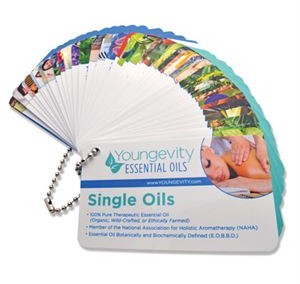 Youngevity
ESSENTIAL OILS
www.YOUNGEVITY.com
Single Oils
• 100% Pure Therapeutic Essential Oil
(Organic, Wild-Crafted, or Ethically Farmed)
• Member of the National Association for Holistic Aromatherapy (NAHA)
• Essential Oil Botanically and Biochemically Defined (E.O.B.B.D.)